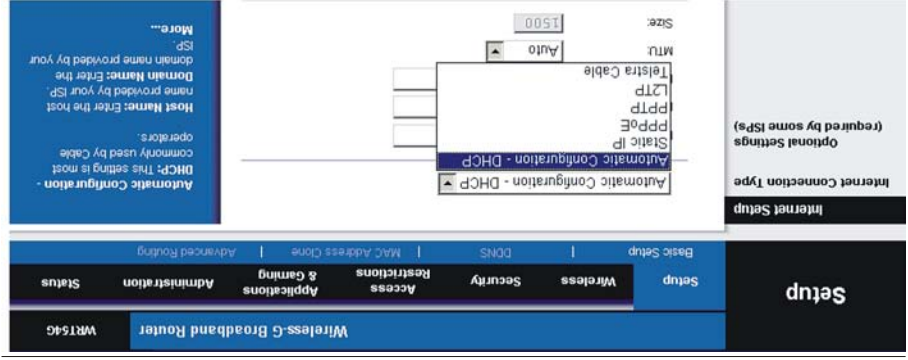 Wireless-G Broadband Router WRT54G
Setup
Setup Wireless Security Access Restrictions Applications & Gaming Administration Status
Basic Setup | DDNS | MAC Address Clone | Advanced Routing
Internet Setup
Internet Connection Type
Automatic Configuration - DHCP
Automatic Configuration - DHCP
Static IP
PPPoE
PPTP
L2TP
Telstra Cable
Optional Settings
(required by some ISPs)
MTU: Auto
Size: 1500
Automatic Configuration -
DHCP: This setting is most
commonly used by Cable
operators.
Host Name: Enter the host
name provided by your ISP.
Domain Name: Enter the
domain name provided by your
ISP.
More...